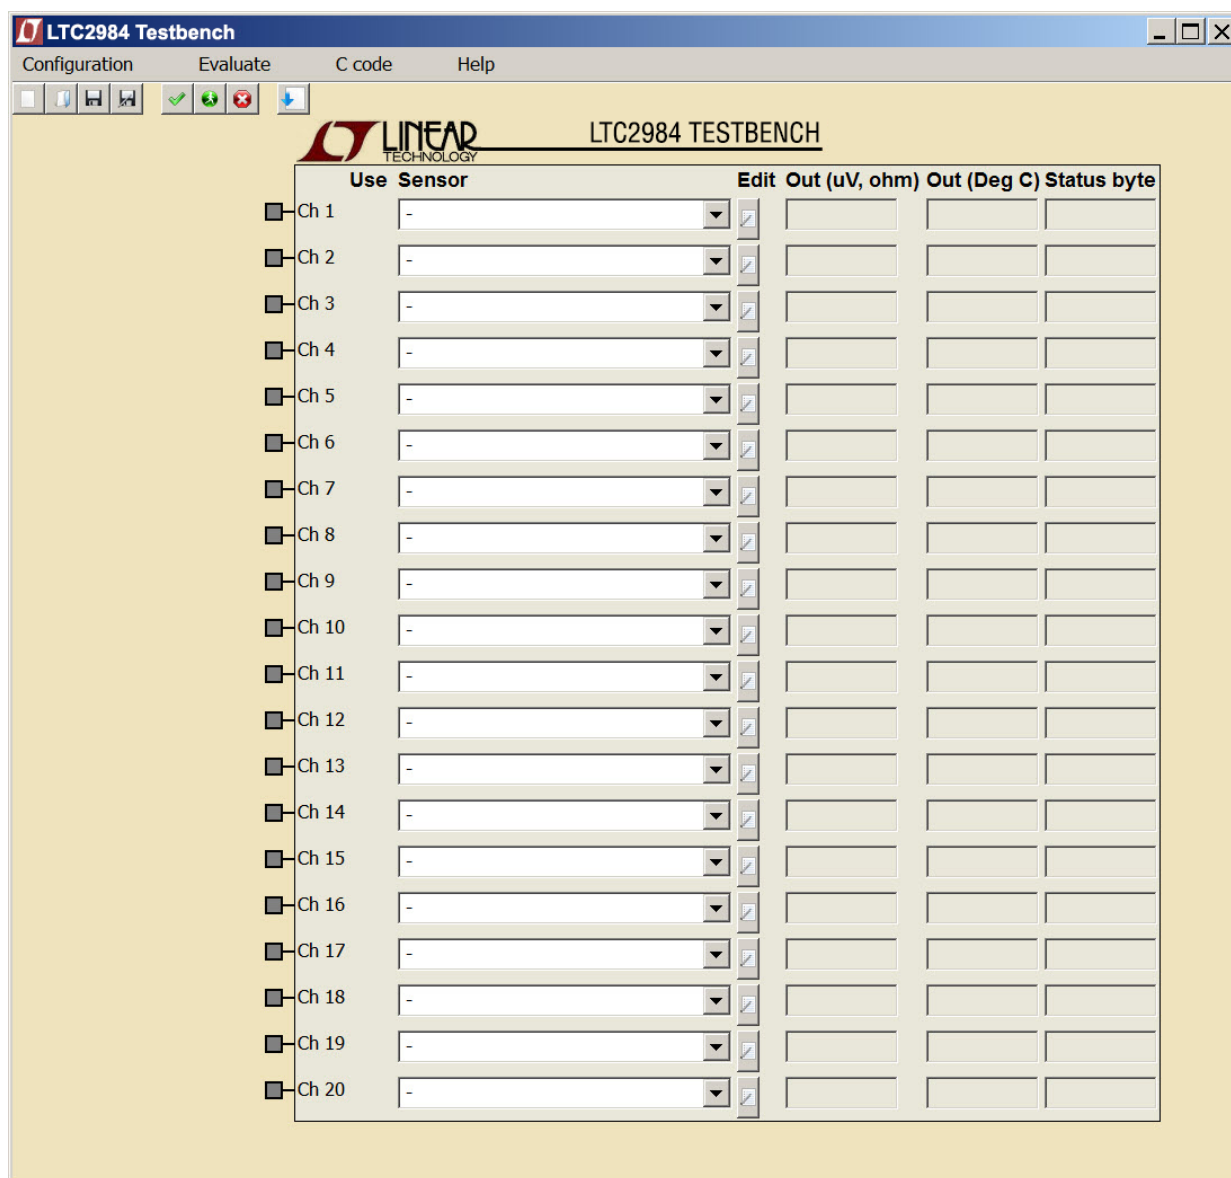 LTC2984 Testbench
Configuration Evaluate C code Help
LINEAR TECHNOLOGY
LTC2984 TESTBENCH
Use Sensor Edit Out (uV, ohm) Out (Deg C) Status byte
Ch 1 -
Ch 2 -
Ch 3 -
Ch 4 -
Ch 5 -
Ch 6 -
Ch 7 -
Ch 8 -
Ch 9 -
Ch 10 -
Ch 11 -
Ch 12 -
Ch 13 -
Ch 14 -
Ch 15 -
Ch 16 -
Ch 17 -
Ch 18 -
Ch 19 -
Ch 20 -